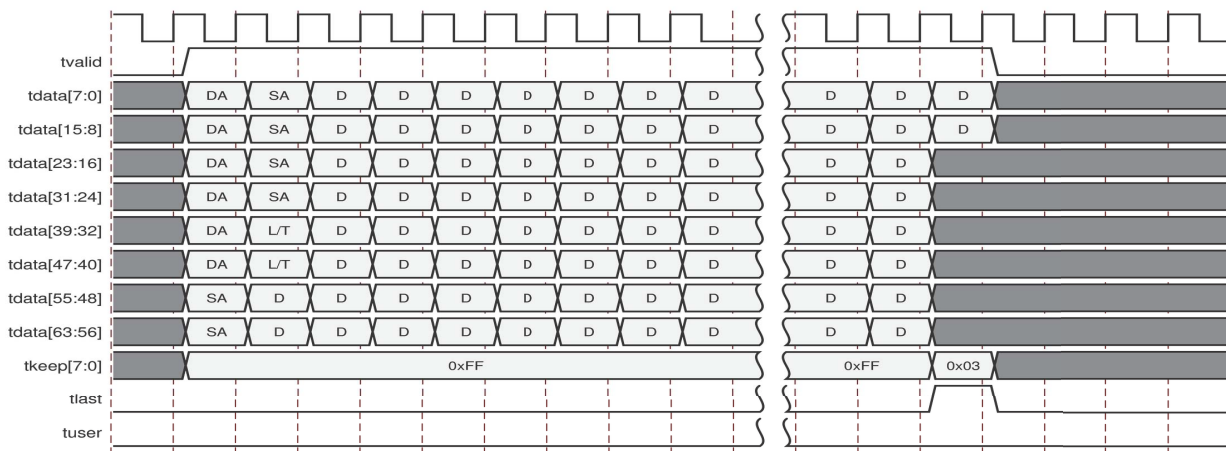 tvalid
tdata[7:0] DA SA D D D D D D D D D D
tdata[15:8] DA SA D D D D D D D D D D
tdata[23:16] DA SA D D D D D D D D D
tdata[31:24] DA SA D D D D D D D D D
tdata[39:32] DA L/T D D D D D D D D D
tdata[47:40] DA L/T D D D D D D D D D
tdata[55:48] SA D D D D D D D D D D
tdata[63:56] SA D D D D D D D D D D
tkeep[7:0] 0xFF 0xFF 0x03
tlast
tuser